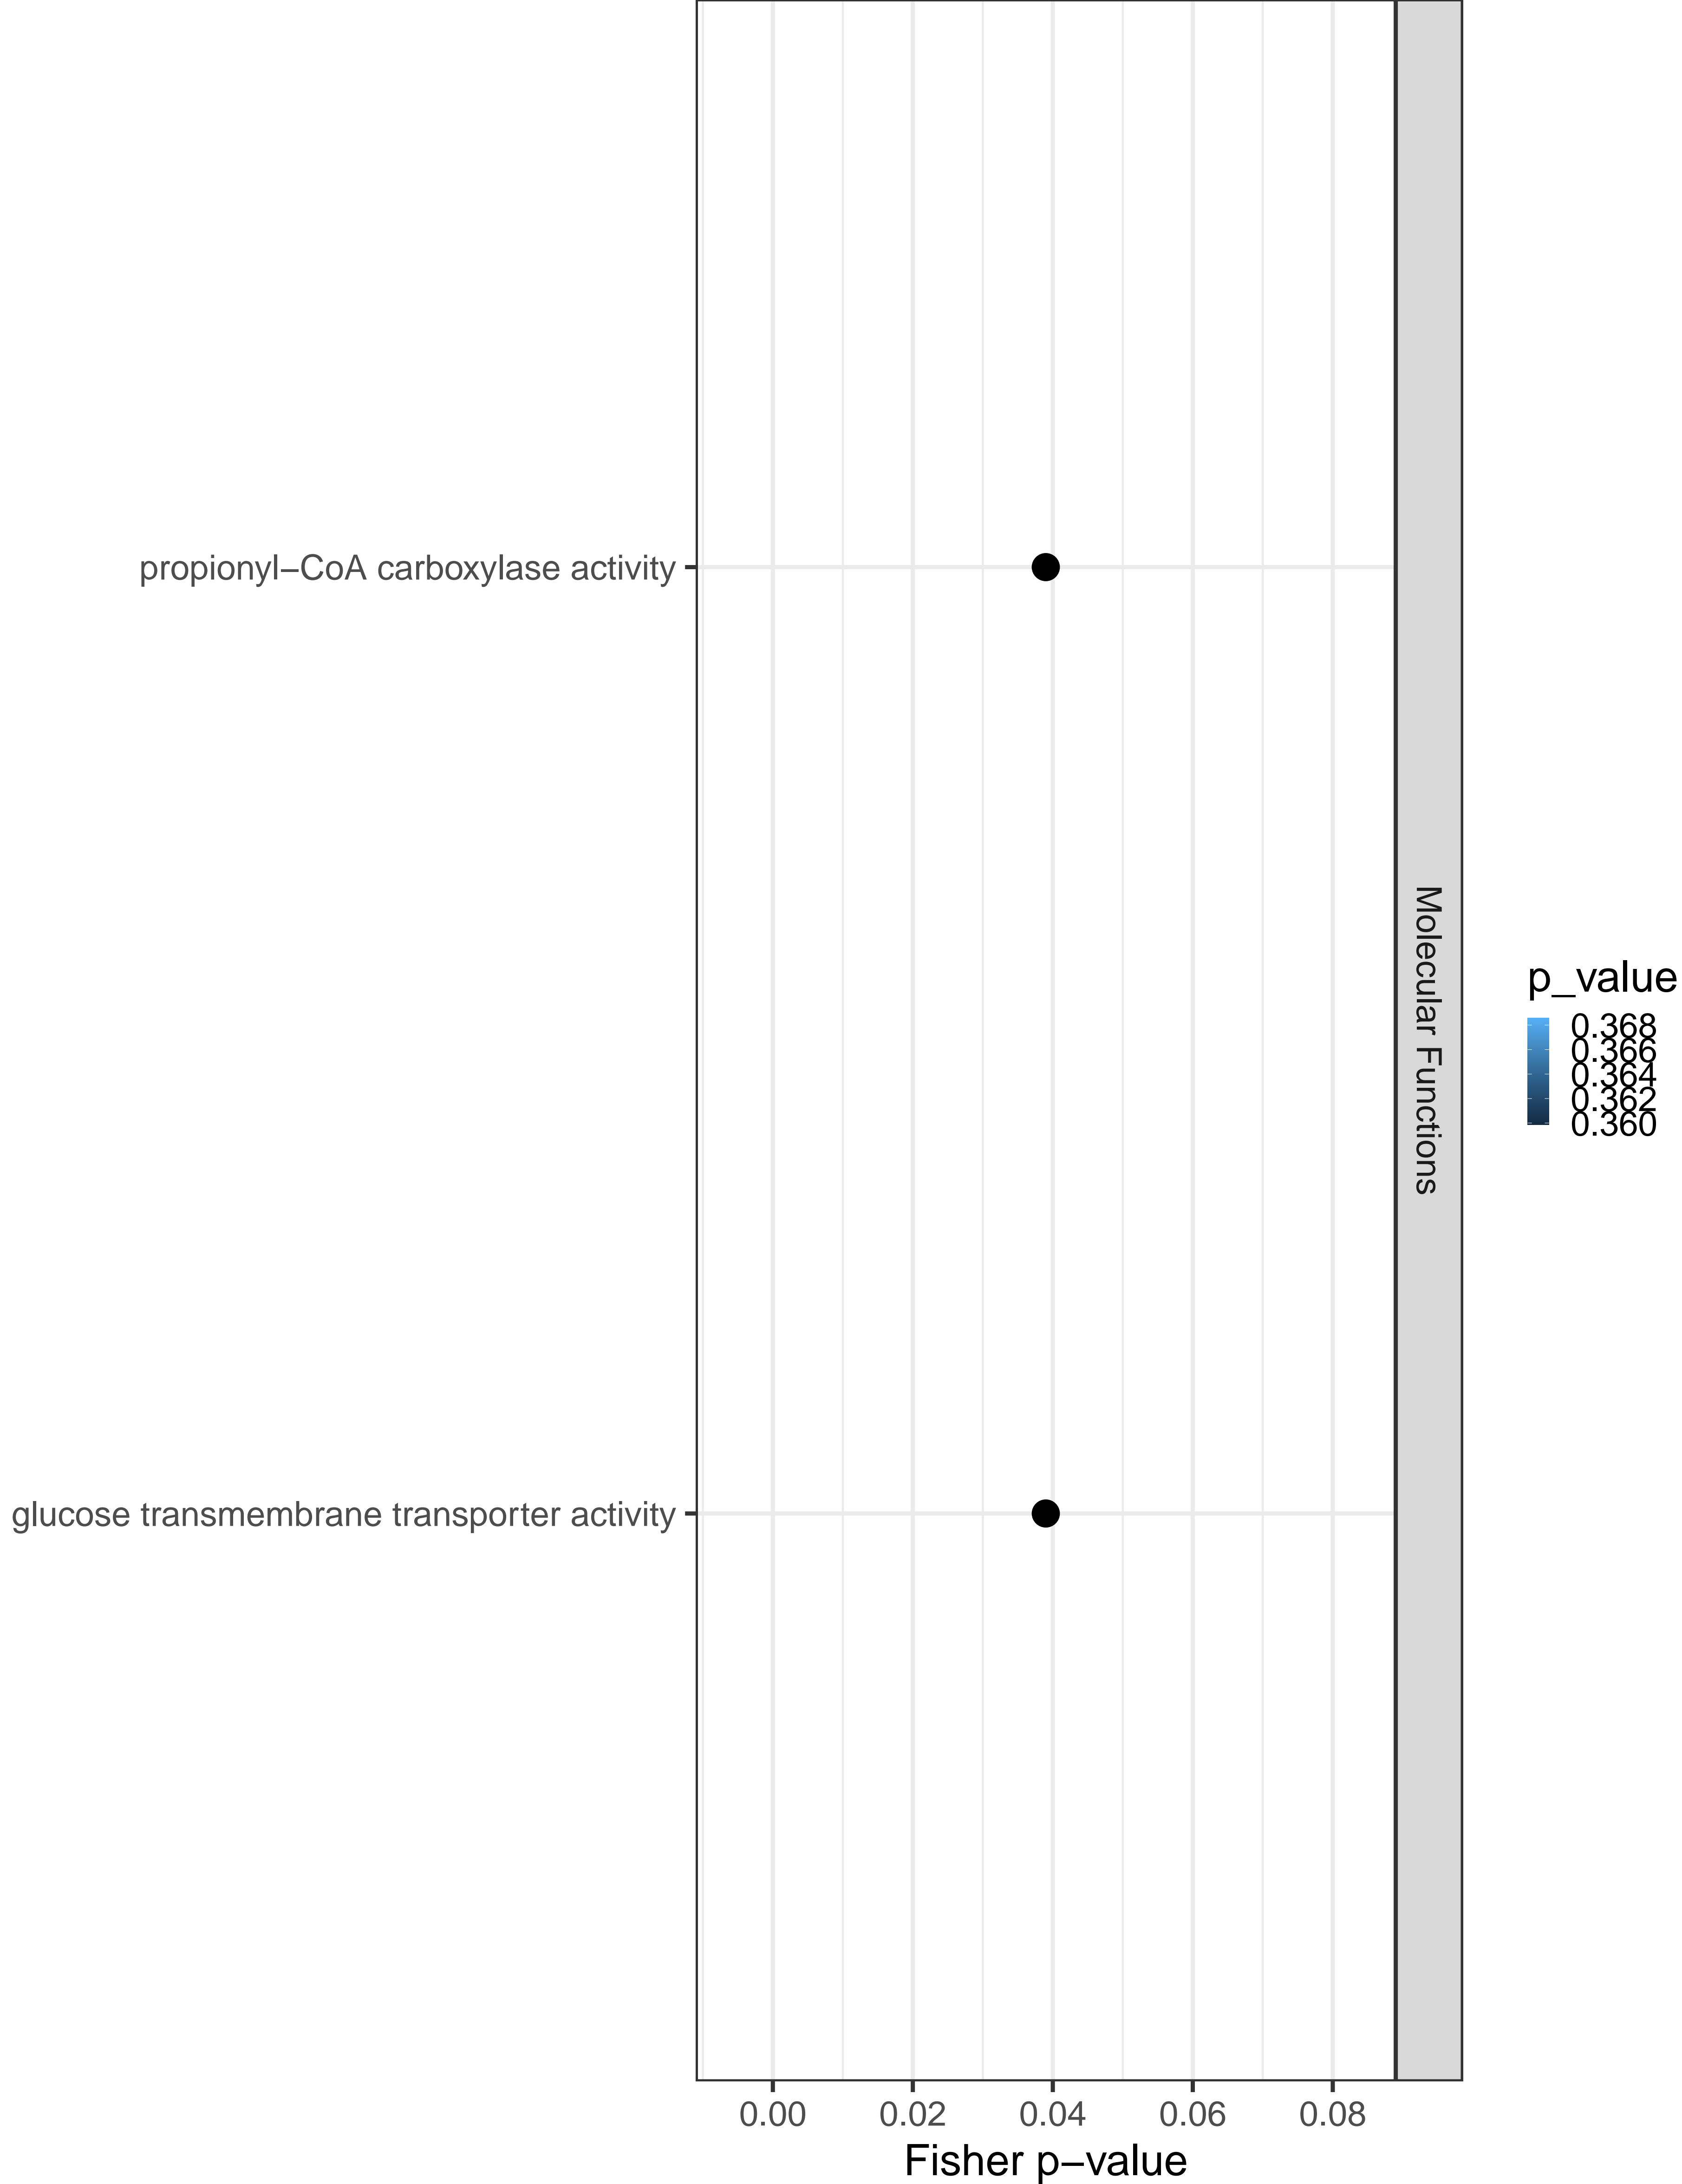 propionyl−CoA carboxylase activity
glucose transmembrane transporter activity
Molecular Functions
p_value
0.368
0.366
0.364
0.362
0.360
0.00 0.02 0.04 0.06 0.08
Fisher p−value